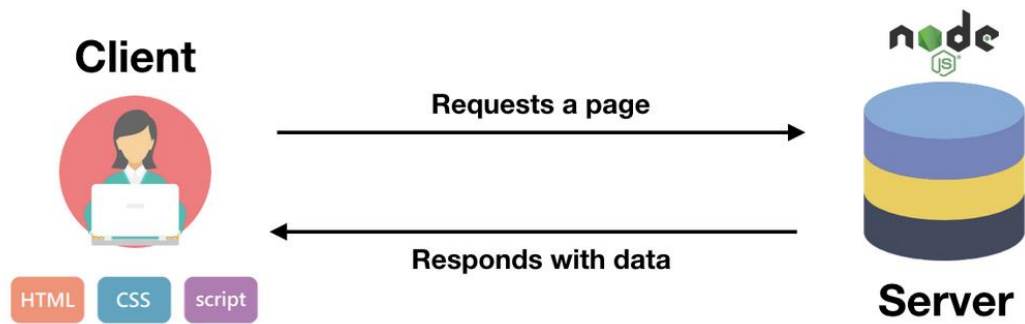 Client
node
JS
Requests a page
Responds with data
HTML CSS script
Server